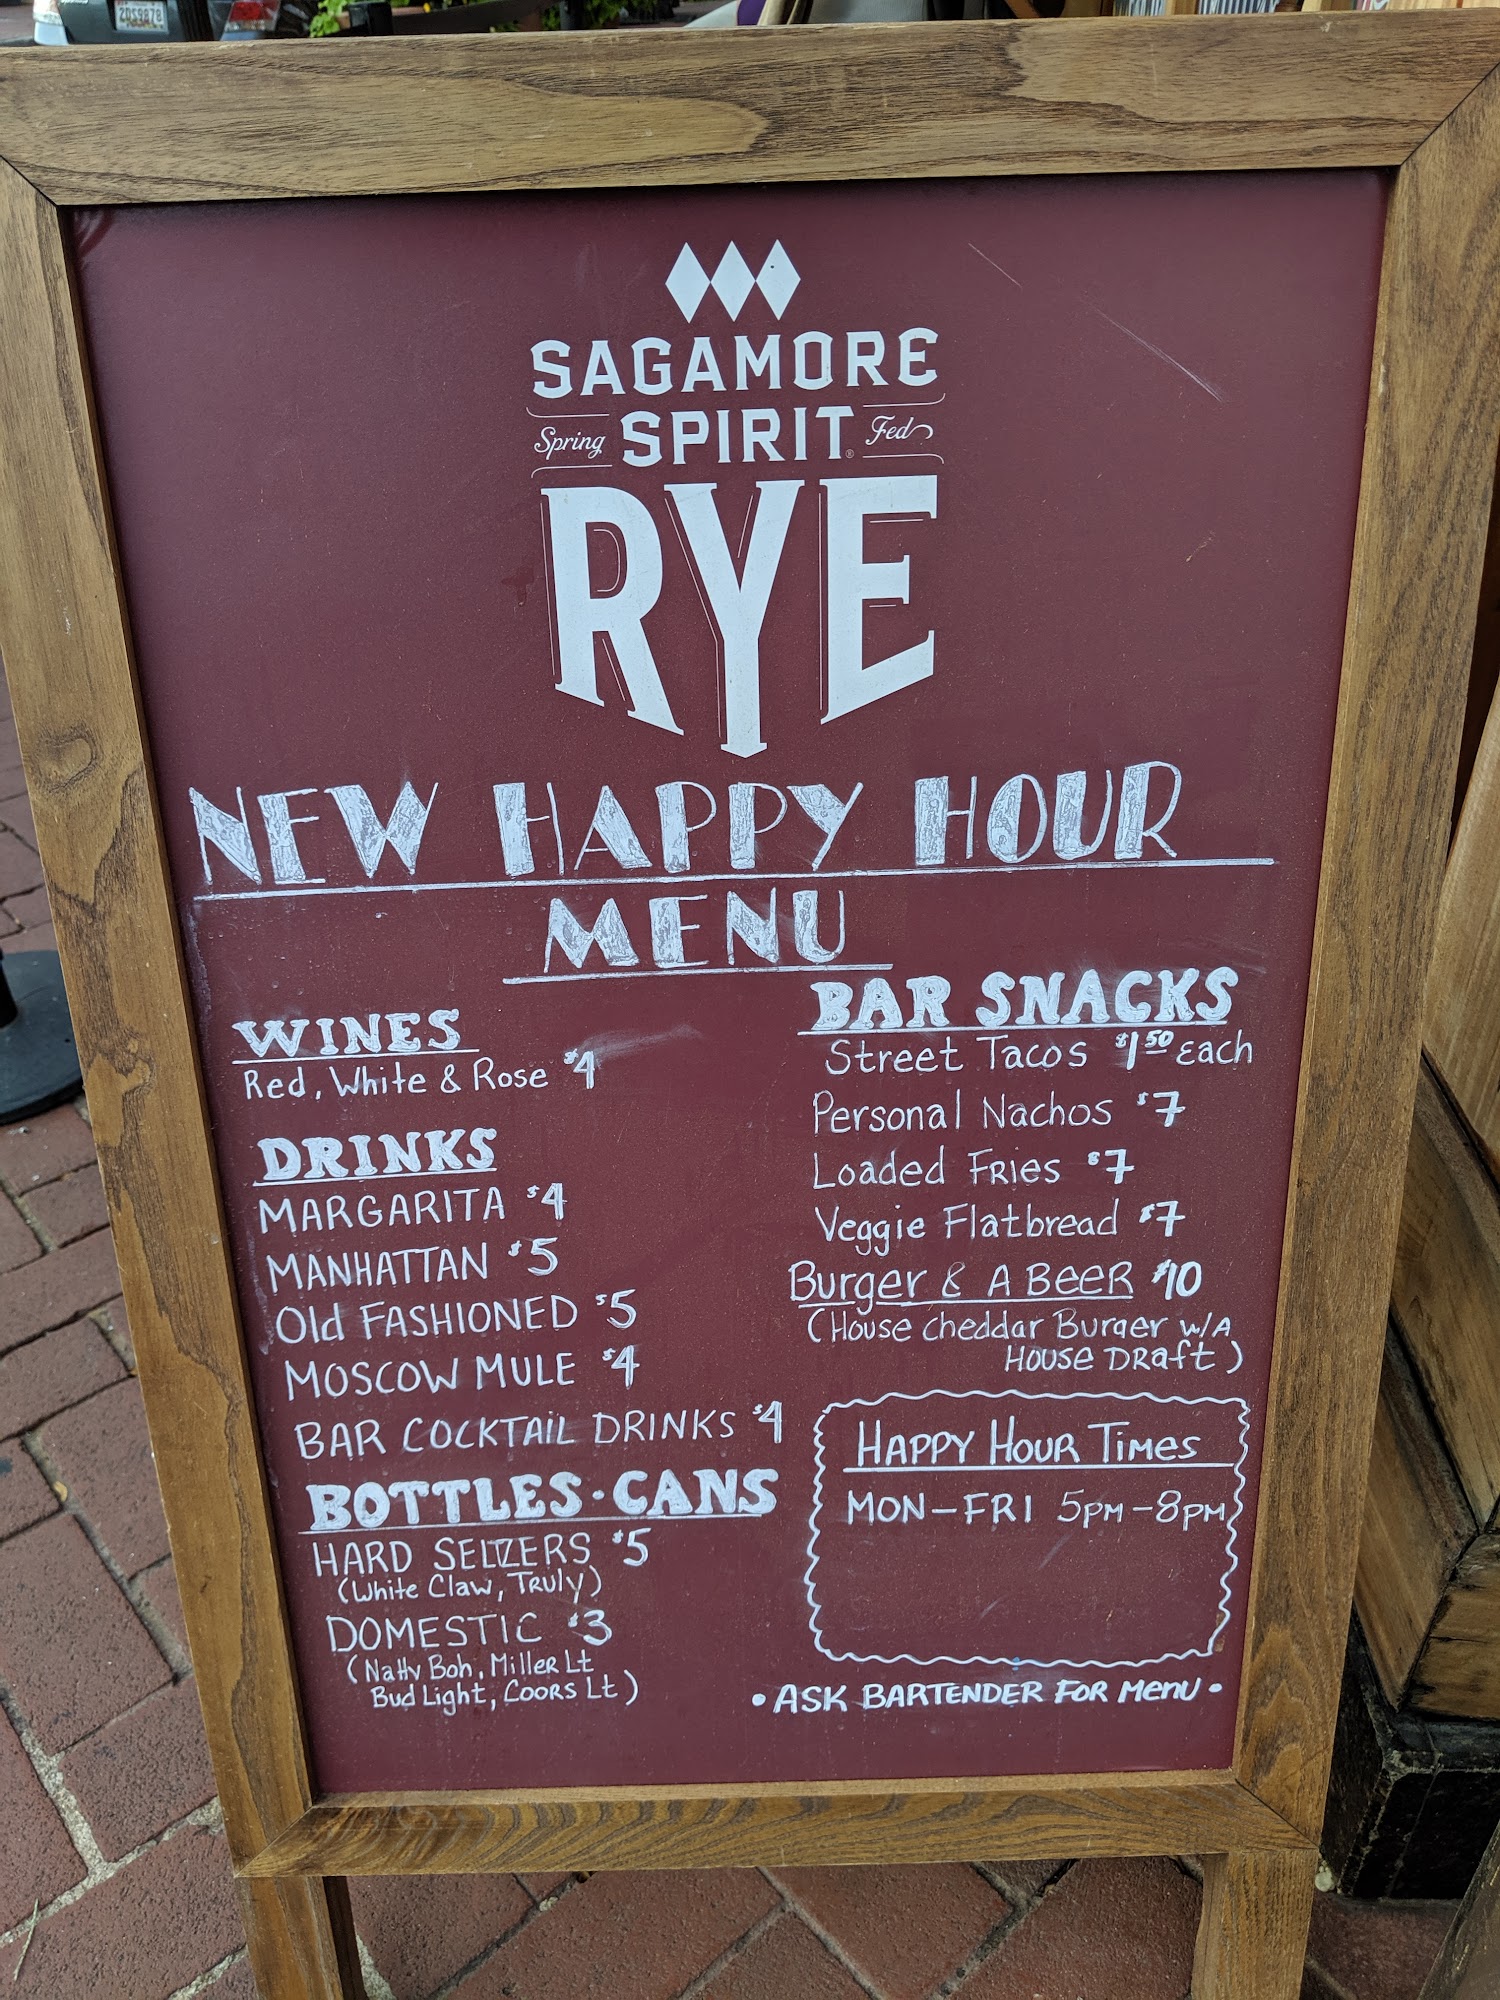 SAGAMORE
Spring SPIRIT® Fed
RYE
NEW HAPPY HOUR
MENU
WINES
Red, White & Rose $4
DRINKS
MARGARITA $4
MANHATTAN $5
Old FASHIONED $5
MOSCOW MULE $4
BAR COCKTAIL DRINKS $4
BOTTLES · CANS
HARD SELTZERS $5
(White Claw, Truly)
DOMESTIC $3
(Natty Boh, Miller Lt
Bud Light, Coors Lt)
BAR SNACKS
Street Tacos $1.50 Each
Personal Nachos $7
Loaded Fries $7
Veggie Flatbread $7
Burger & A BeeR $10
(House cheddar Burger w/A
House Draft)
Happy Hour Times
MON-FRI 5PM-8PM
• ASK BARTENDER FOR Menu •